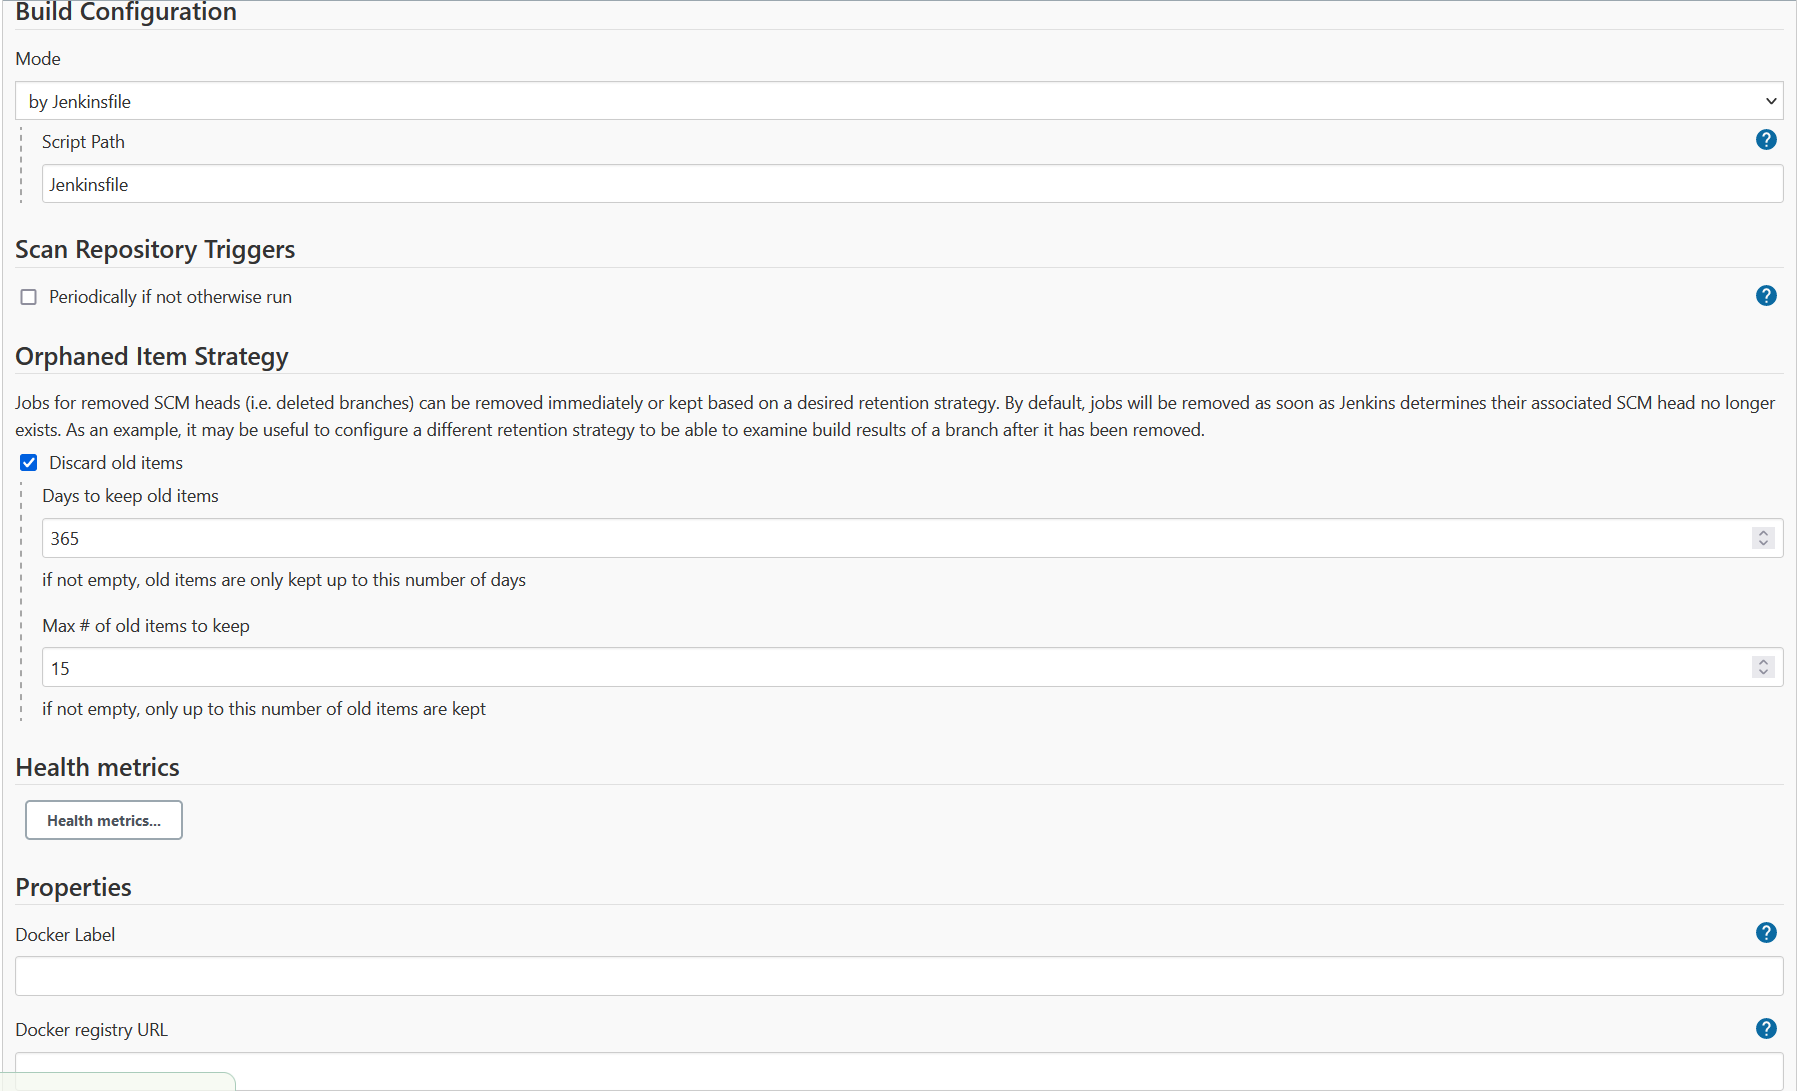 Build Configuration
Mode
by Jenkinsfile
Script Path
?
Jenkinsfile
Scan Repository Triggers
Periodically if not otherwise run
?
Orphaned Item Strategy
Jobs for removed SCM heads (i.e. deleted branches) can be removed immediately or kept based on a desired retention strategy. By default, jobs will be removed as soon as Jenkins determines their associated SCM head no longer
exists. As an example, it may be useful to configure a different retention strategy to be able to examine build results of a branch after it has been removed.
Discard old items
Days to keep old items
365
if not empty, old items are only kept up to this number of days
Max # of old items to keep
15
if not empty, only up to this number of old items are kept
Health metrics
Health metrics...
Properties
Docker Label
?
Docker registry URL
?